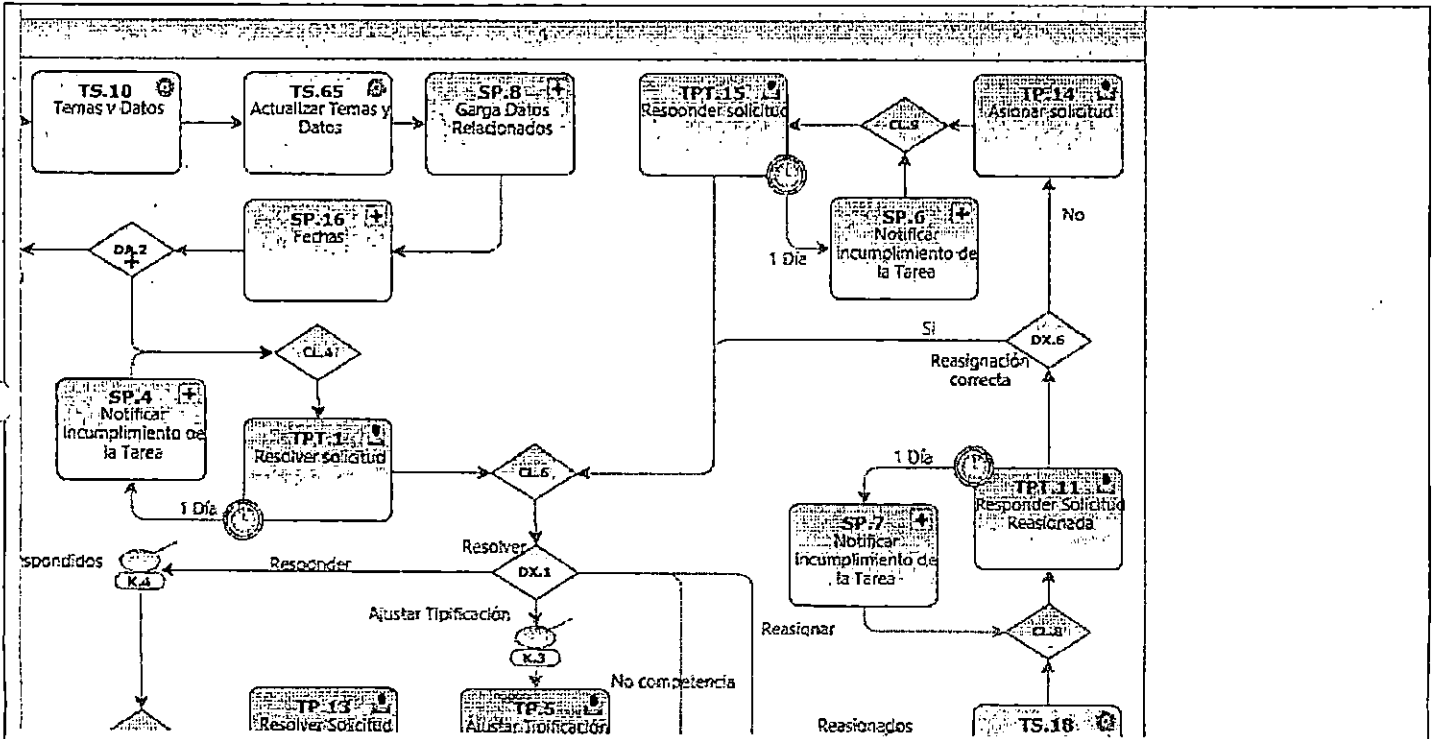 TS.10
Temas y Datos
TS.65
Actualizar Temas y
Datos
SP.8
Garga Datos
Relacionados
TPT.15
Responder solicitud
CL.9
TP-14
Asignar solicitud
SP.16
Fechas
DA.2
SP.6
Notificar
incumplimiento de
la Tarea
1 Día
No
Si
DX.6
Reasignación
correcta
CL.4
SP.4
Notificar
incumplimiento de
la Tarea
TPT.1
Resolver solicitud
1 Día
CL.6
1 Día
TPT.11
Responder Solicitud
Reasionada
SP.7
Notificar
incumplimiento de
la Tarea
Resolver
DX.1
spondidos
K.4
Responder
Ajustar Tipificación
K.3
Reasignar
CL.8
No competencia
TP.13
Resolver Solicitud
TP.5
Ajustar Tipificación
Reasionados
TS.18